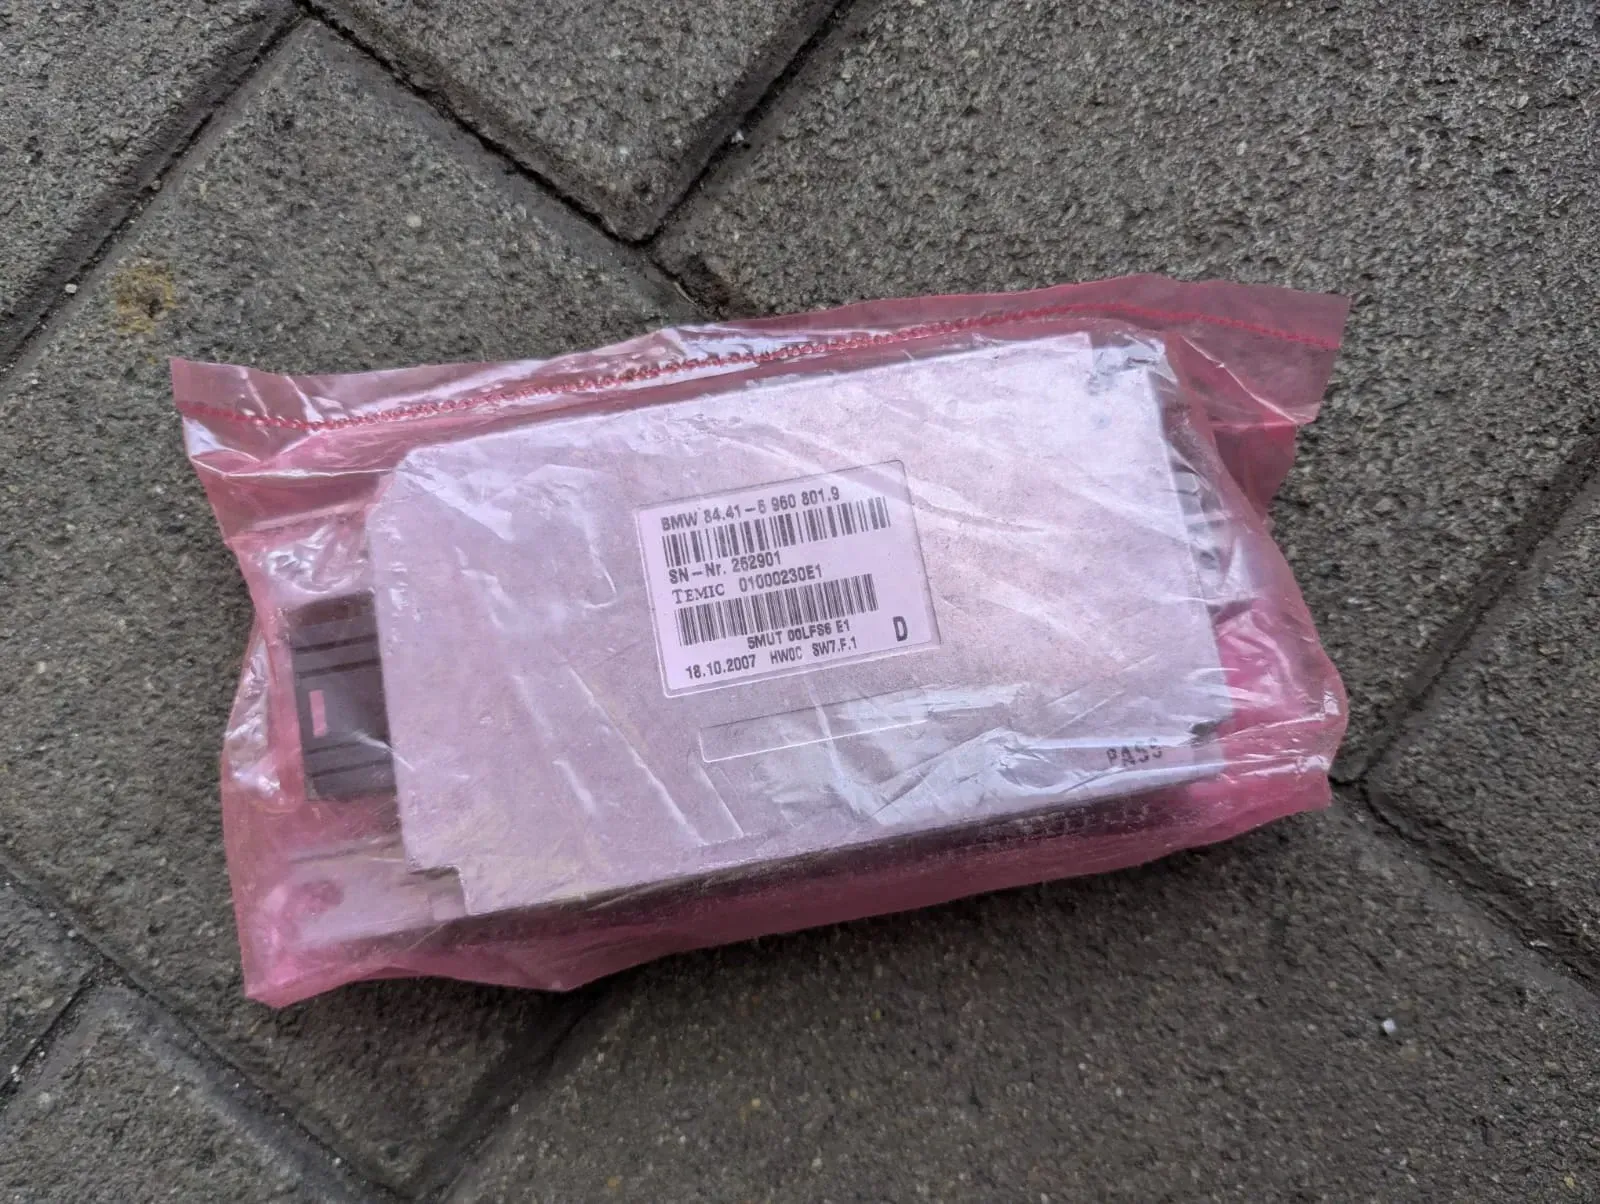 BMW 84.41-6 960 801.9
SN-Nr. 252901
TEMIC 01000230E1
5MUT 00LFS6 E1
18.10.2007 HW0C SW7.F.1 D
PASS